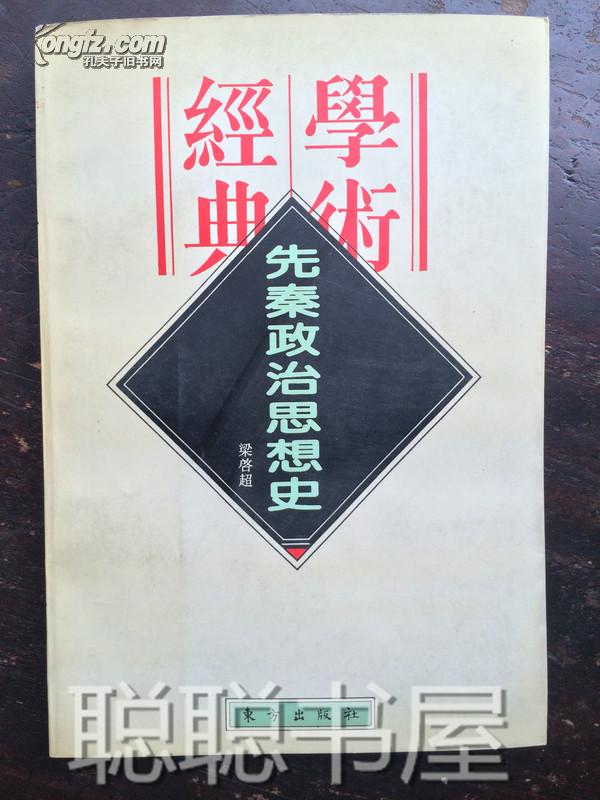 kongfz.com
孔夫子旧书网
學術
經典
先秦政治思想史
梁啓超
東方出版社
聪聪书屋